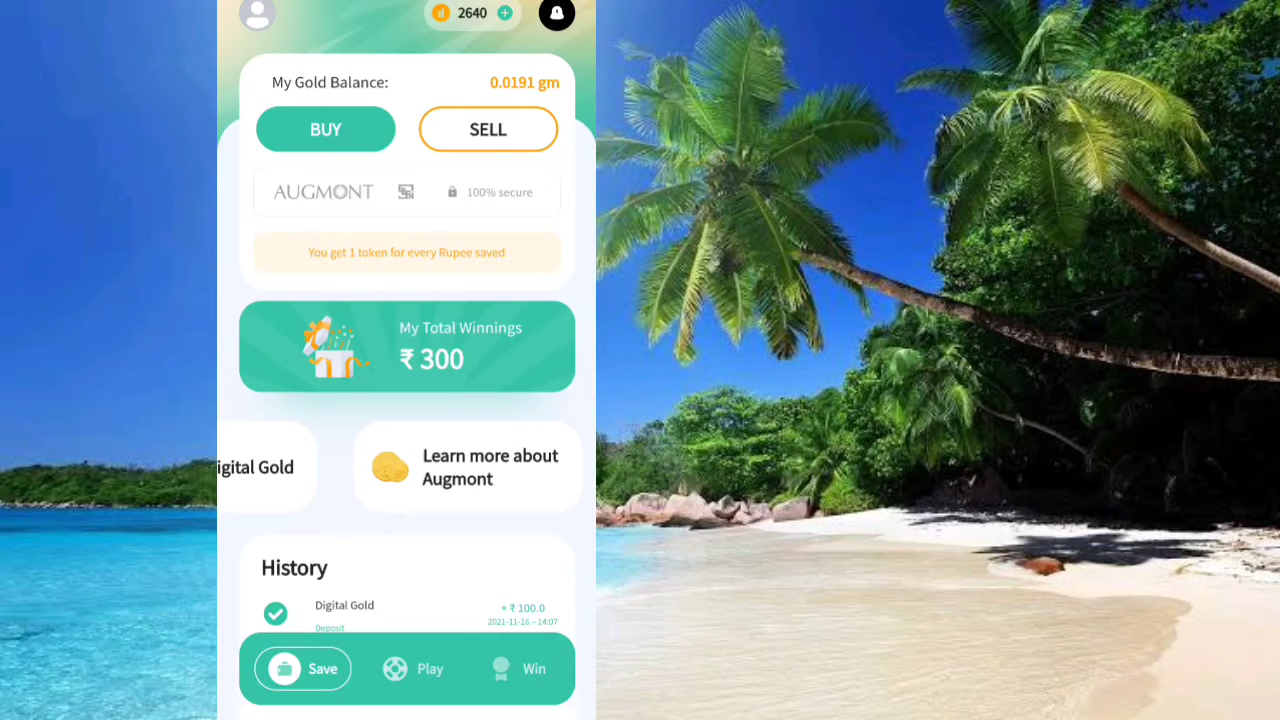 2640
My Gold Balance: 0.0191 gm
BUY SELL
AUGMONT 100% secure
You get 1 token for every Rupee saved
My Total Winnings
₹ 300
igital Gold
Learn more about
Augmont
History
Digital Gold + ₹ 100.0
Deposit 2021-11-16 - 14:07
Save Play Win